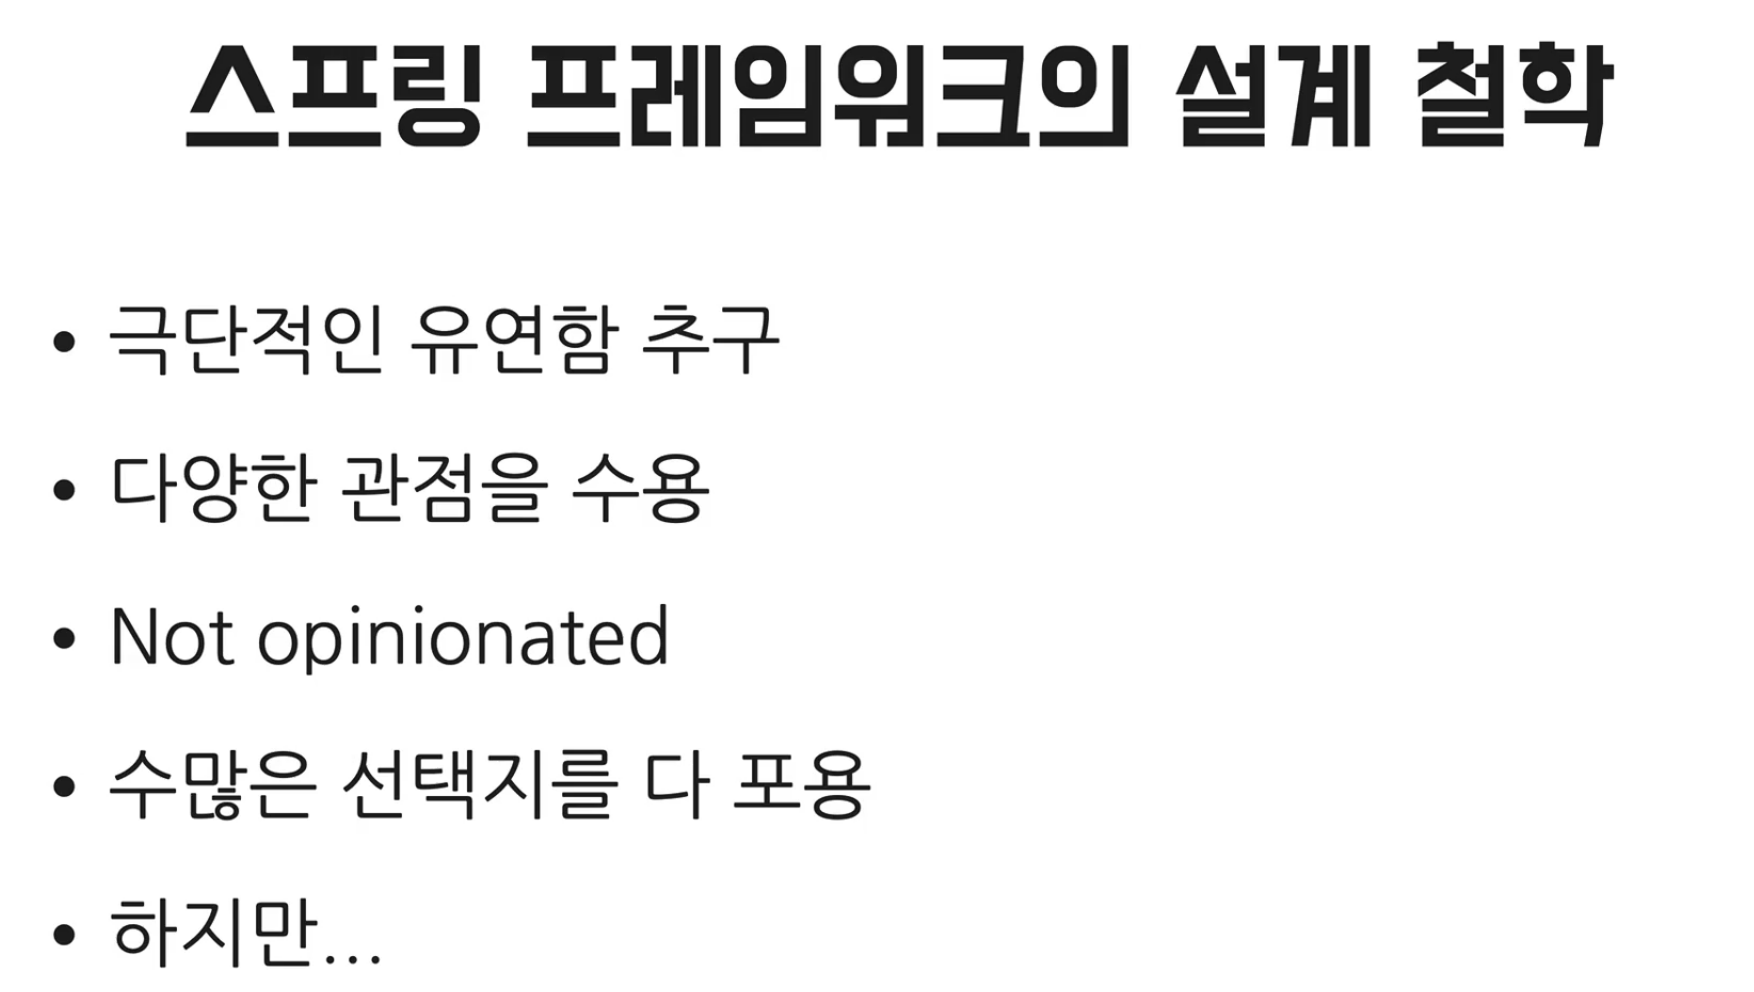 스프링 프레임워크의 설계 철학
• 극단적인 유연함 추구
• 다양한 관점을 수용
• Not opinionated
• 수많은 선택지를 다 포용
• 하지만...